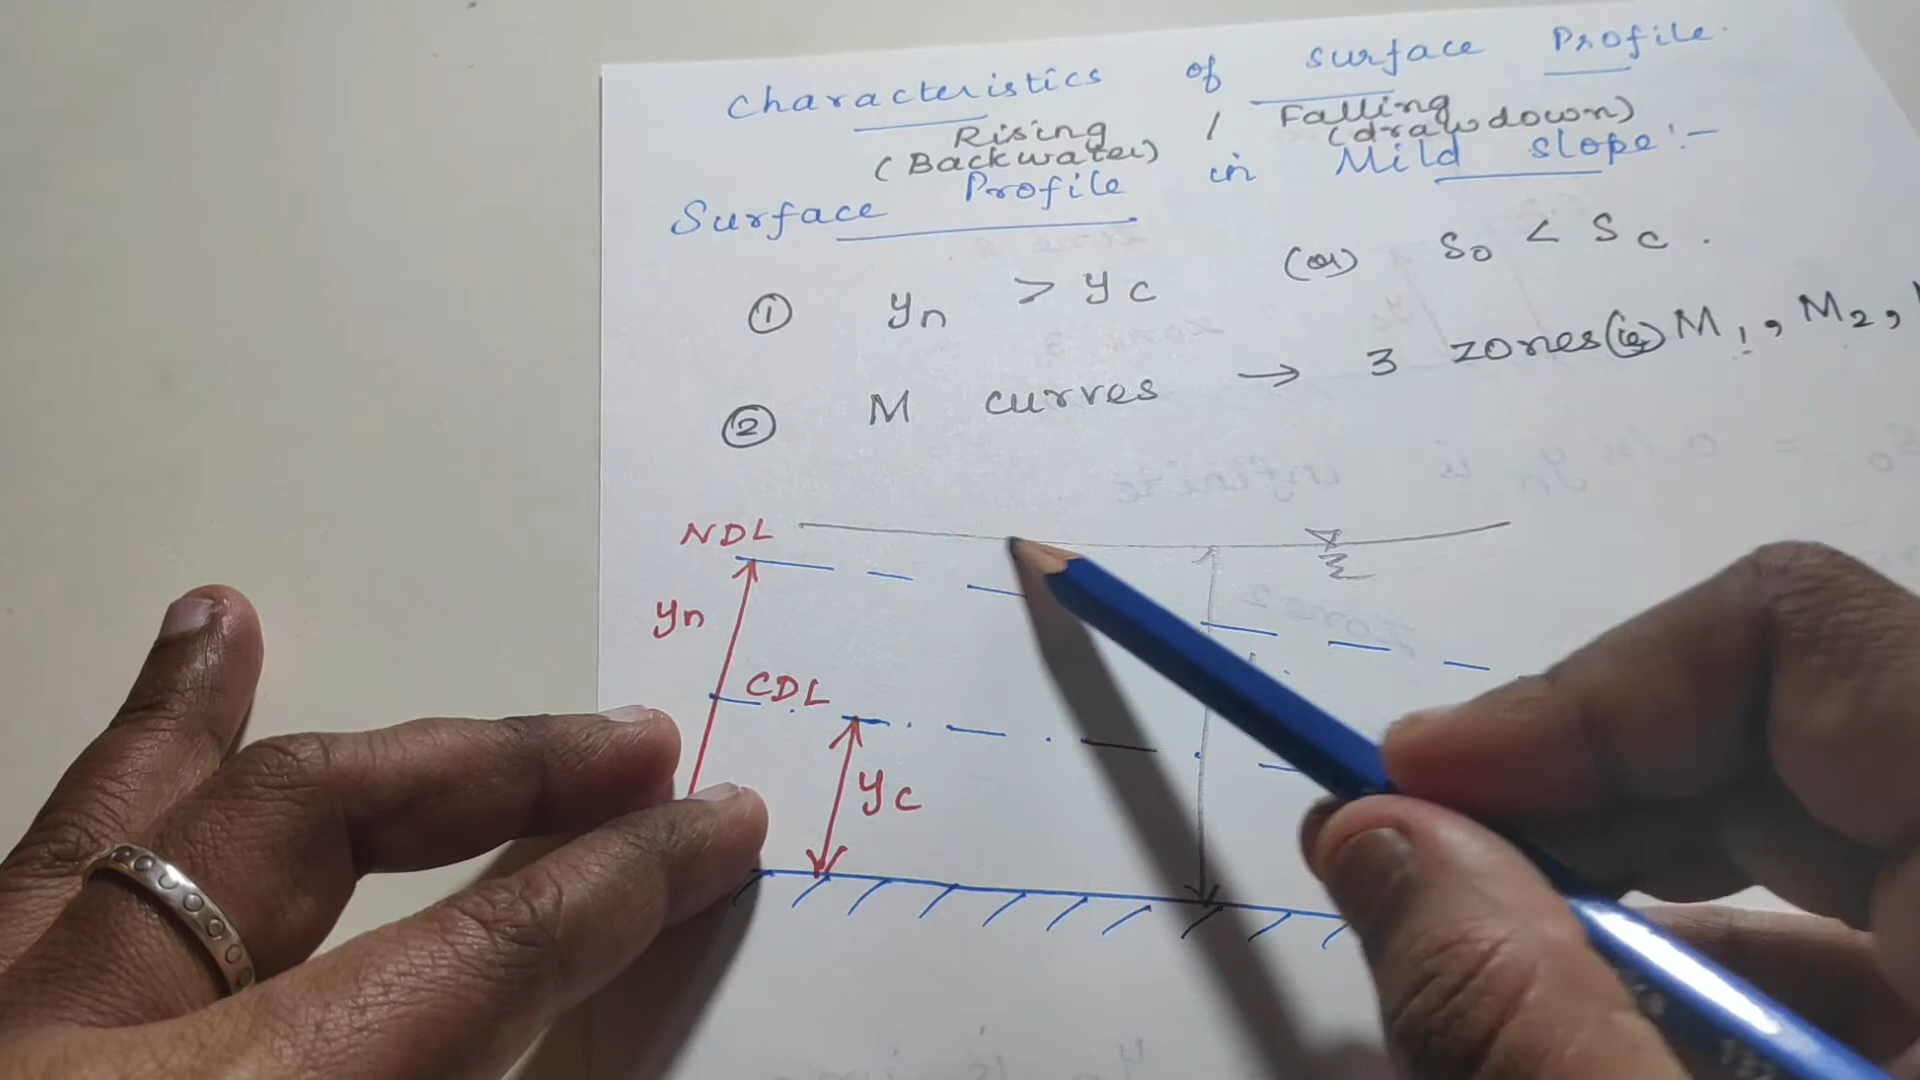 Characteristics of Surface Profile.
Rising / Falling
(Backwater) (drawdown)
Surface Profile in Mild slope:-
① yn > yc (or) So < Sc.
② M curves → 3 zones (ie) M1, M2,
NDL
yn
CDL
yc